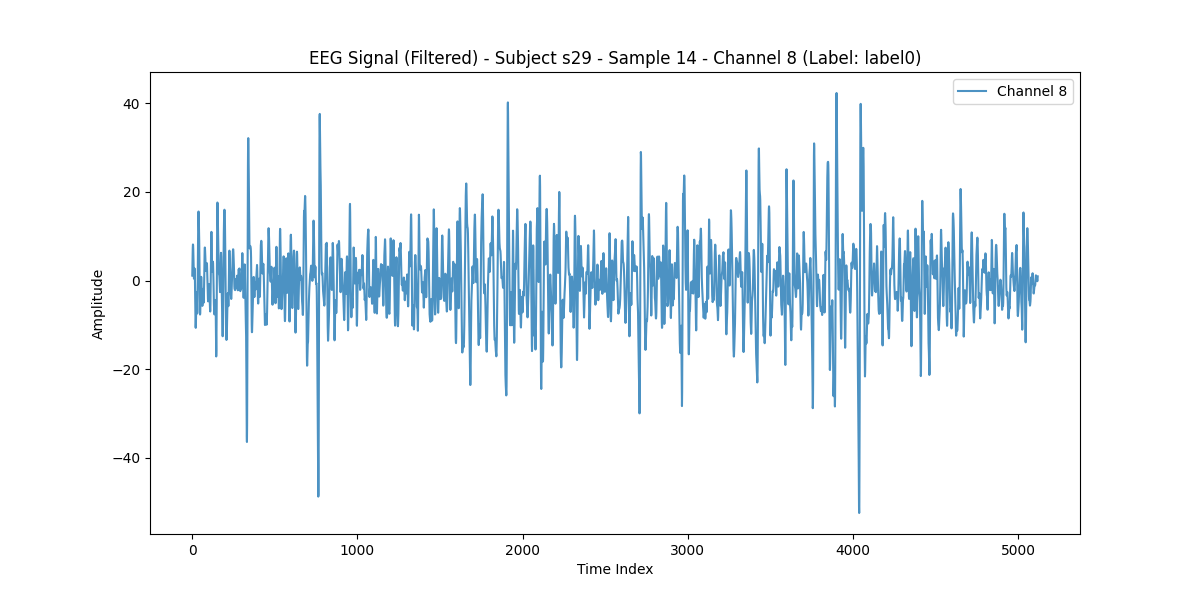 EEG Signal (Filtered) - Subject s29 - Sample 14 - Channel 8 (Label: label0)
Channel 8
40
20
0
−20
−40
Amplitude
0 1000 2000 3000 4000 5000
Time Index